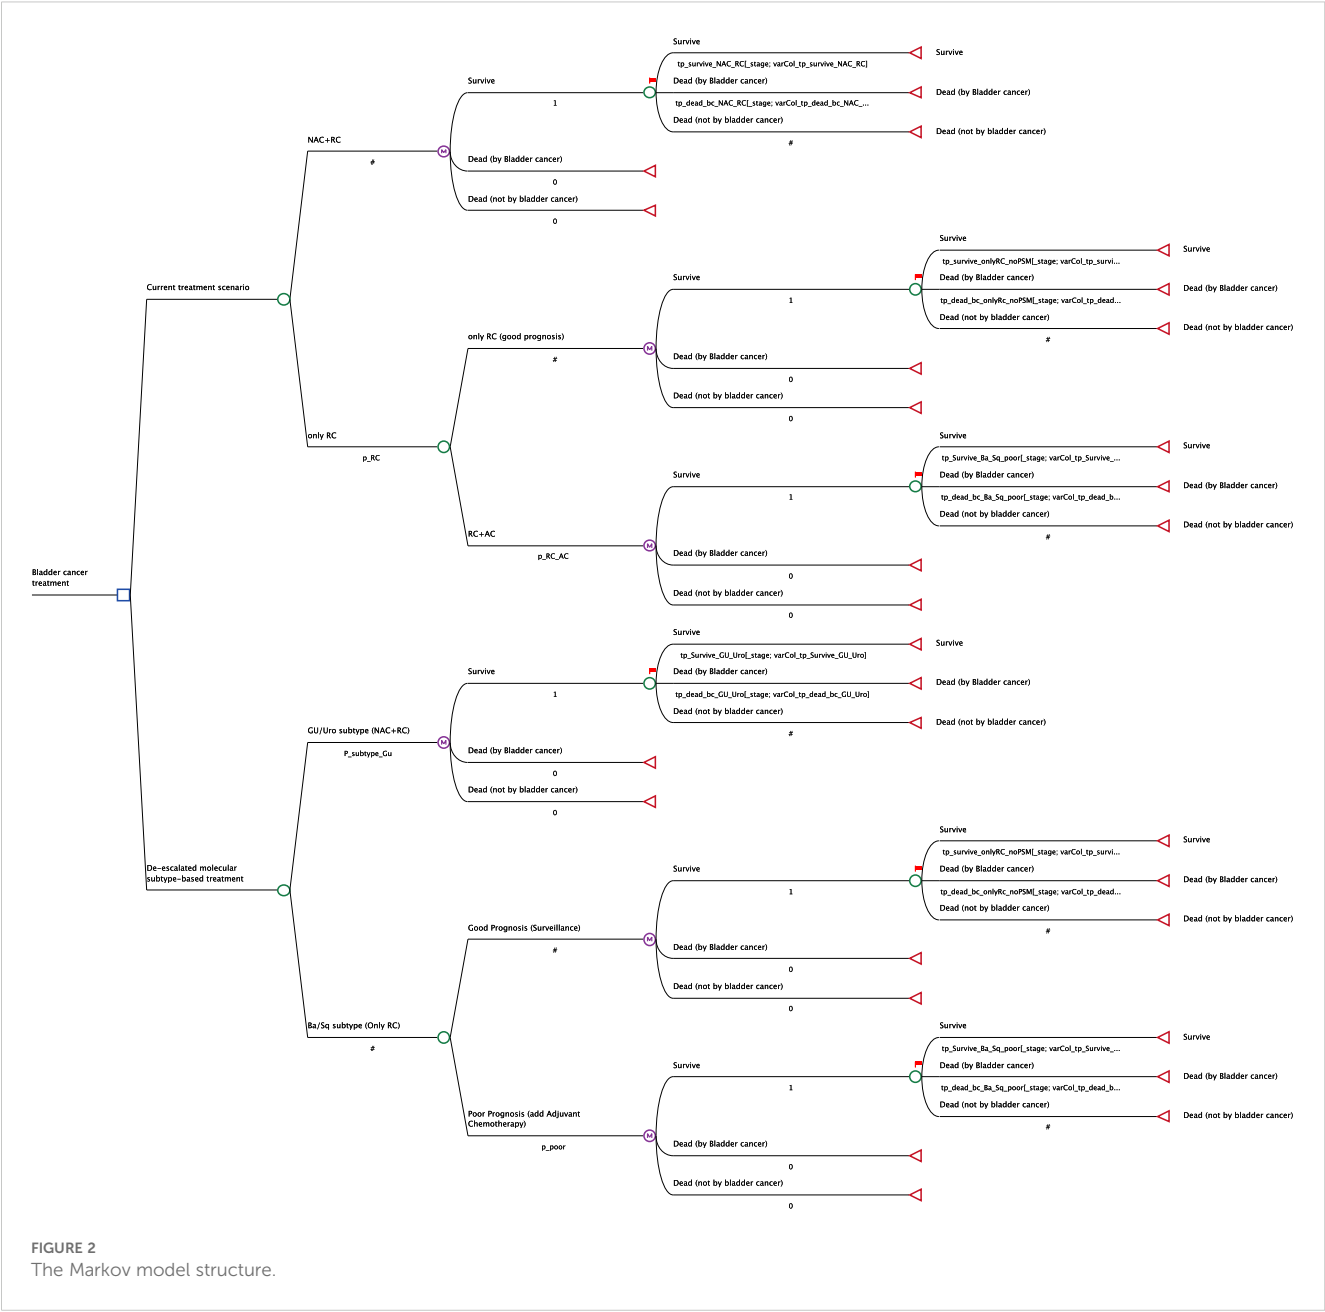 Survive
Survive
tp_survive_NAC_RC[_stage; varCol_tp_survive_NAC_RC]
Survive
Dead (by Bladder cancer)
Dead (by Bladder cancer)
1
tp_dead_bc_NAC_RC[_stage; varCol_tp_dead_bc_NAC_...
Dead (not by bladder cancer)
Dead (not by bladder cancer)
#
NAC+RC
#
M
Dead (by Bladder cancer)
0
Dead (not by bladder cancer)
0
Survive
Survive
tp_survive_onlyRC_noPSM[_stage; varCol_tp_survi...
Survive
Dead (by Bladder cancer)
Dead (by Bladder cancer)
1
tp_dead_bc_onlyRc_noPSM[_stage; varCol_tp_dead...
Dead (not by bladder cancer)
Dead (not by bladder cancer)
#
Current treatment scenario
only RC (good prognosis)
#
M
Dead (by Bladder cancer)
0
Dead (not by bladder cancer)
0
only RC
p_RC
Survive
Survive
tp_Survive_Ba_Sq_poor[_stage; varCol_tp_Survive_...
Survive
Dead (by Bladder cancer)
Dead (by Bladder cancer)
1
tp_dead_bc_Ba_Sq_poor[_stage; varCol_tp_dead_b...
Dead (not by bladder cancer)
Dead (not by bladder cancer)
#
RC+AC
p_RC_AC
M
Dead (by Bladder cancer)
0
Dead (not by bladder cancer)
0
Bladder cancer
treatment
Survive
Survive
tp_Survive_GU_Uro[_stage; varCol_tp_Survive_GU_Uro]
Survive
Dead (by Bladder cancer)
Dead (by Bladder cancer)
1
tp_dead_bc_GU_Uro[_stage; varCol_tp_dead_bc_GU_Uro]
Dead (not by bladder cancer)
Dead (not by bladder cancer)
#
GU/Uro subtype (NAC+RC)
P_subtype_Gu
M
Dead (by Bladder cancer)
0
Dead (not by bladder cancer)
0
De-escalated molecular
subtype-based treatment
Survive
Survive
tp_survive_onlyRC_noPSM[_stage; varCol_tp_survi...
Survive
Dead (by Bladder cancer)
Dead (by Bladder cancer)
1
tp_dead_bc_onlyRc_noPSM[_stage; varCol_tp_dead...
Dead (not by bladder cancer)
Dead (not by bladder cancer)
#
Good Prognosis (Surveillance)
#
M
Dead (by Bladder cancer)
0
Dead (not by bladder cancer)
0
Ba/Sq subtype (Only RC)
#
Survive
Survive
tp_Survive_Ba_Sq_poor[_stage; varCol_tp_Survive_...
Survive
Dead (by Bladder cancer)
Dead (by Bladder cancer)
1
tp_dead_bc_Ba_Sq_poor[_stage; varCol_tp_dead_b...
Dead (not by bladder cancer)
Dead (not by bladder cancer)
#
Poor Prognosis (add Adjuvant
Chemotherapy)
p_poor
M
Dead (by Bladder cancer)
0
Dead (not by bladder cancer)
0
FIGURE 2
The Markov model structure.